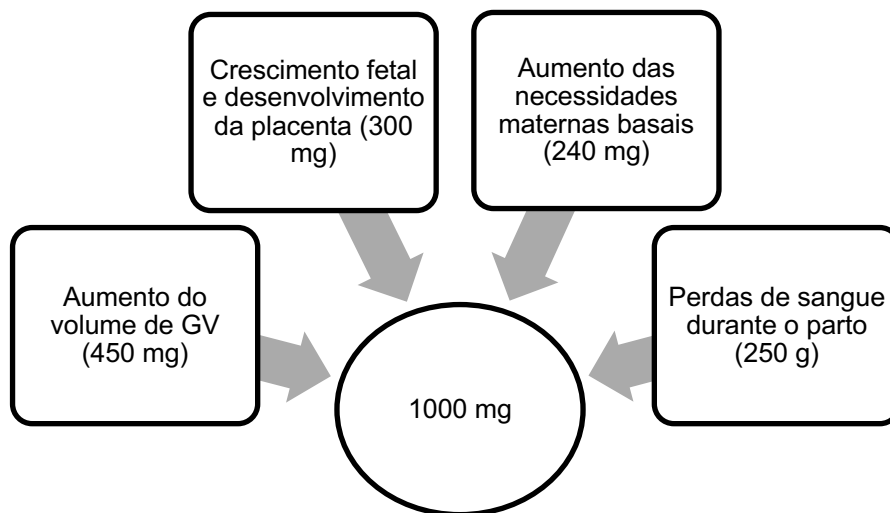 Crescimento fetal
e desenvolvimento
da placenta (300
mg)
Aumento das
necessidades
maternas basais
(240 mg)
Aumento do
volume de GV
(450 mg)
Perdas de sangue
durante o parto
(250 g)
1000 mg